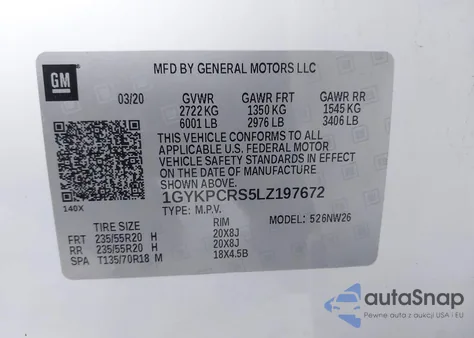 GM
MFD BY GENERAL MOTORS LLC
03/20 GVWR GAWR FRT GAWR RR
2722 KG 1350 KG 1545 KG
6001 LB 2976 LB 3406 LB
THIS VEHICLE CONFORMS TO ALL
APPLICABLE U.S. FEDERAL MOTOR
VEHICLE SAFETY STANDARDS IN EFFECT
ON THE DATE OF MANUFACTURE
SHOWN ABOVE.
1GYKPCRS5LZ197672
140X
TYPE: M.P.V. MODEL: 526NW26
TIRE SIZE RIM
FRT 235/55R20 H 20X8J
RR 235/55R20 H 20X8J
SPA T135/70R18 M 18X4.5B
autoSnap
Pewne auta z aukcji USA i EU